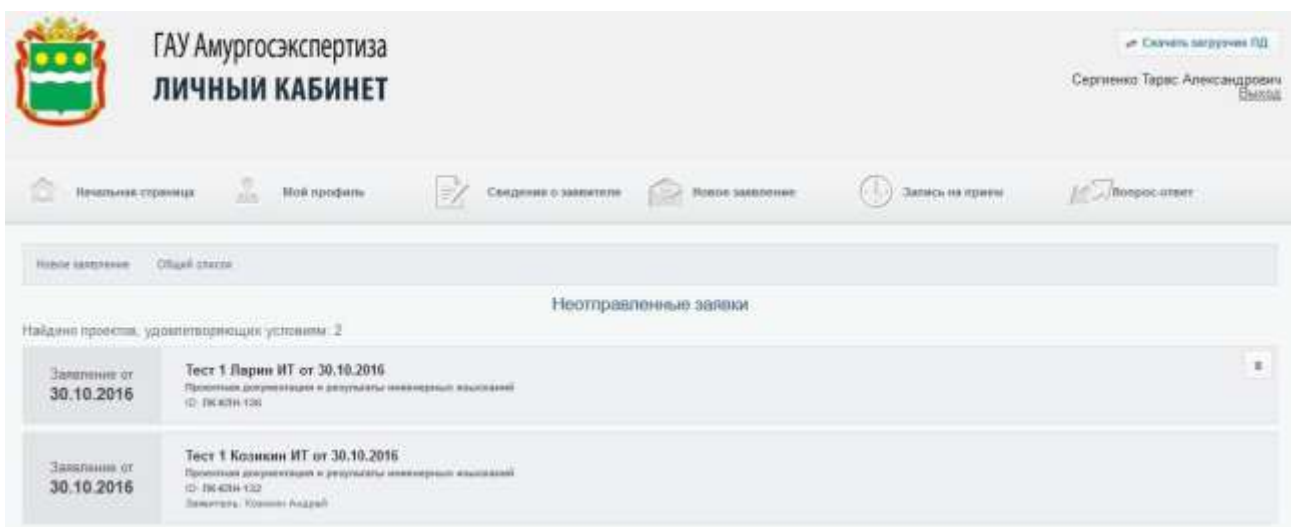 ГАУ Амургосэкспертиза
ЛИЧНЫЙ КАБИНЕТ
Скачать загрузчик ПД
Сергиенко Тарас Александрович
Выход
Начальная страница
Мой профиль
Сведения о заявителе
Новое заявление
Запись на прием
Вопрос-ответ
Новое заявление
Общий список
Неотправленные заявки
Найдено проектов, удовлетворяющих условиям: 2
Заявление от
30.10.2016
Тест 1 Ларин ИТ от 30.10.2016
Проектная документация и результаты инженерных изысканий
Заявление от
30.10.2016
Тест 1 Козикин ИТ от 30.10.2016
Проектная документация и результаты инженерных изысканий